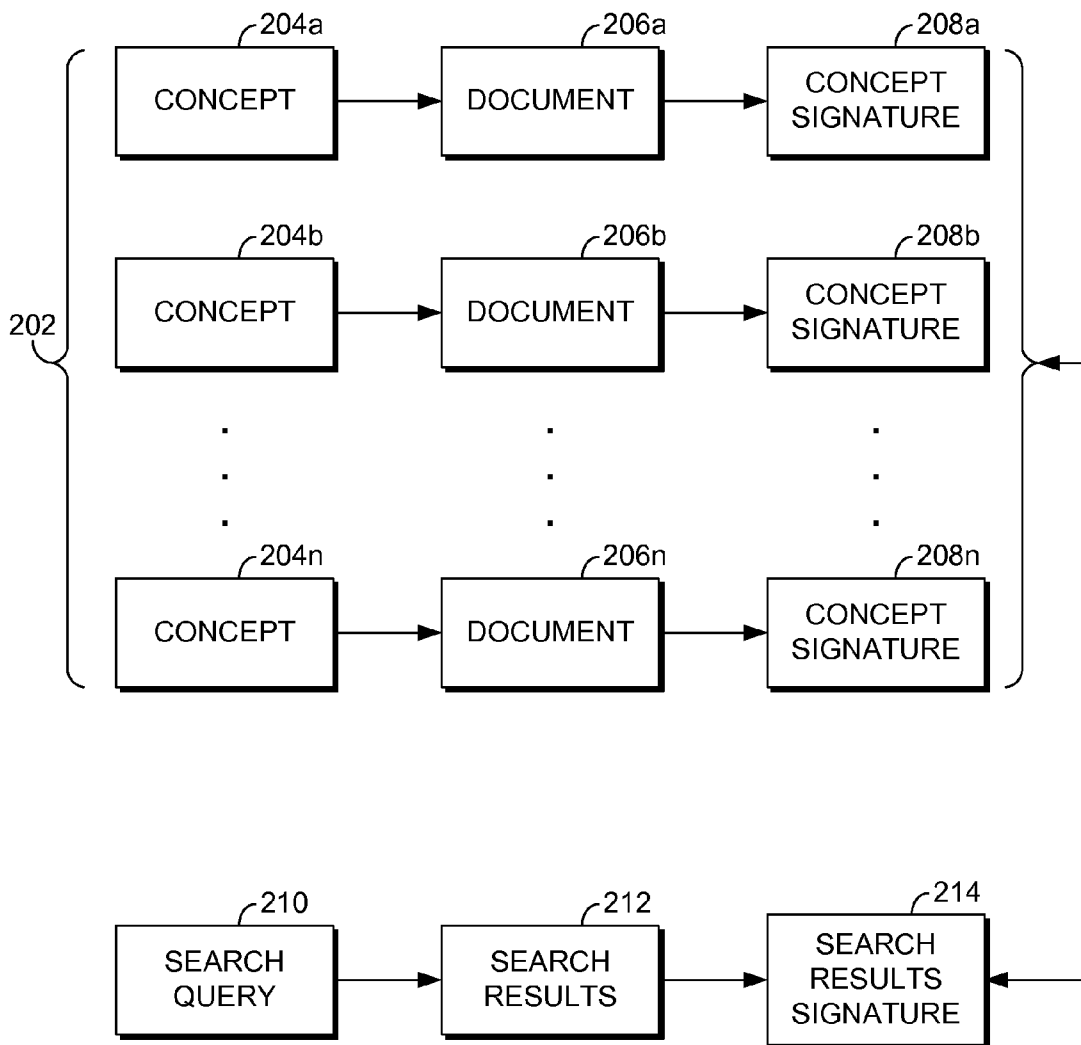 204a 206a 208a
CONCEPT DOCUMENT CONCEPT
SIGNATURE
204b 206b 208b
CONCEPT DOCUMENT CONCEPT
SIGNATURE
202
204n 206n 208n
CONCEPT DOCUMENT CONCEPT
SIGNATURE
210 212 214
SEARCH
QUERY
SEARCH
RESULTS
SEARCH
RESULTS
SIGNATURE